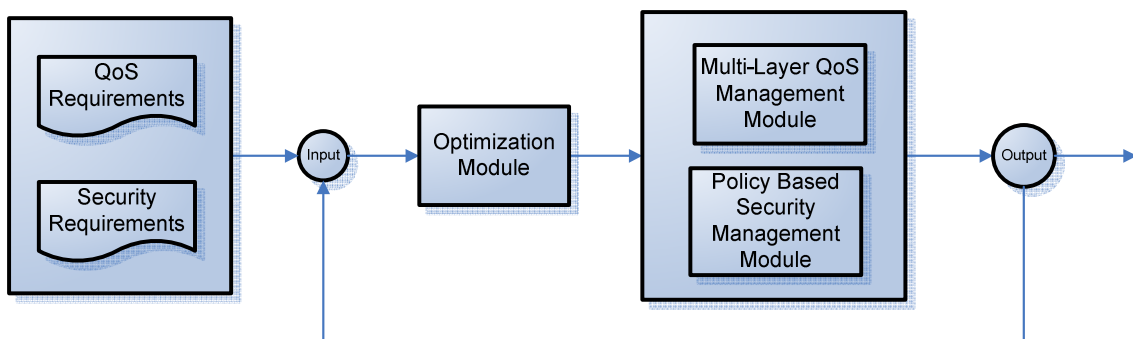 QoS
Requirements
Security
Requirements
Input
Optimization
Module
Multi-Layer QoS
Management
Module
Policy Based
Security
Management
Module
Output